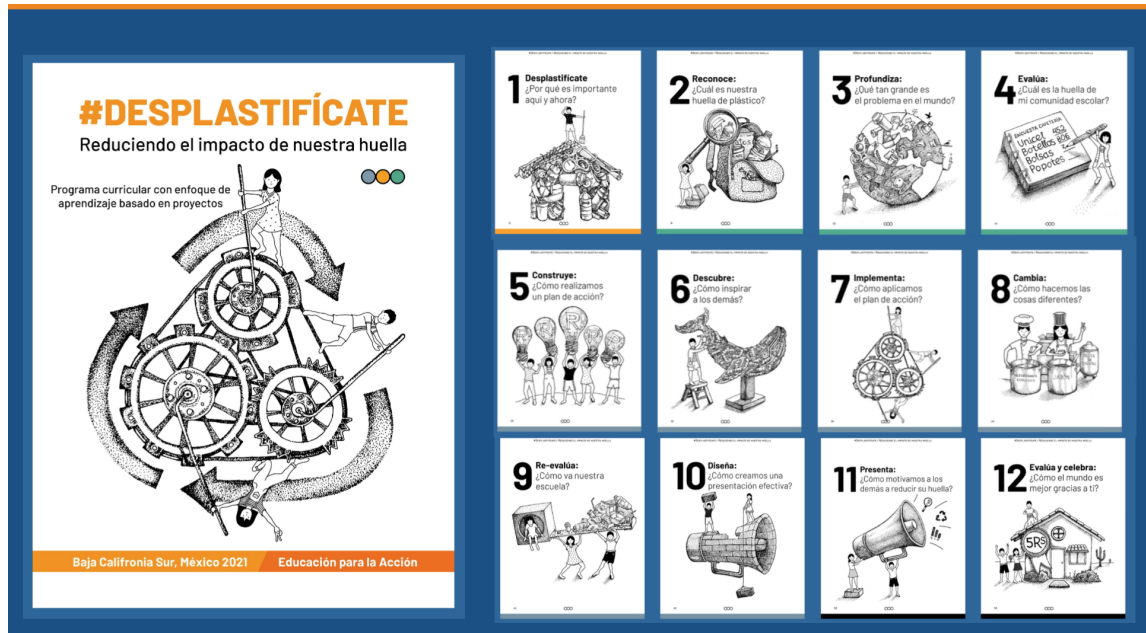 #DESPLASTIFÍCATE
Reduciendo el impacto de nuestra huella
Programa curricular con enfoque de
aprendizaje basado en proyectos
Baja Califronia Sur, México 2021
Educación para la Acción
1
Desplastifícate
¿Por qué es importante
aquí y ahora?
2
Reconoce:
¿Cuál es nuestra
huella de plástico?
3
Profundiza:
¿Qué tan grande es
el problema en el mundo?
4
Evalúa:
¿Cuál es la huella de
mi comunidad escolar?
ENCUESTA CAFETERÍA
Unicel 45%
Botellas 80%
Bolsas
Popotes
5
Construye:
¿Cómo realizamos
un plan de acción?
6
Descubre:
¿Cómo inspirar
a los demás?
7
Implementa:
¿Cómo aplicamos
el plan de acción?
8
Cambia:
¿Cómo hacemos las
cosas diferentes?
9
Re-evalúa:
¿Cómo va nuestra
escuela?
10
Diseña:
¿Cómo creamos una
presentación efectiva?
11
Presenta:
¿Cómo motivamos a los
demás a reducir su huella?
12
Evalúa y celebra:
¿Cómo el mundo es
mejor gracias a ti?
5RS